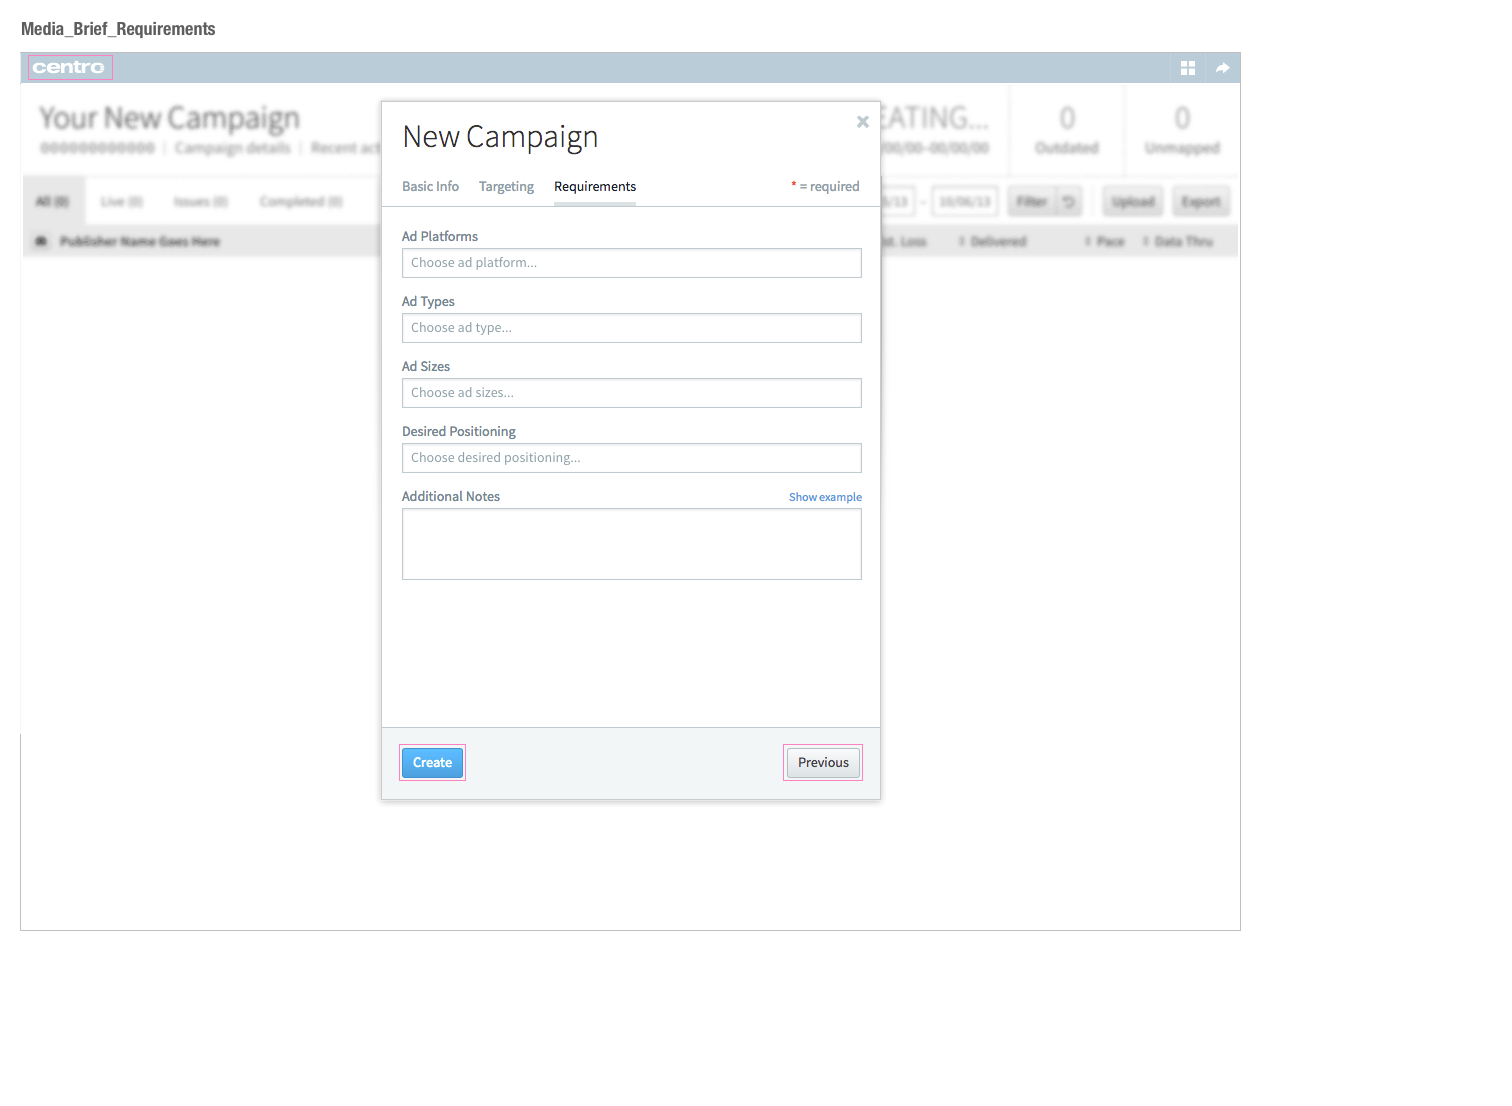 Media_Brief_Requirements
centro
Your New Campaign
EATING...
0
0
000000000000 | Campaign details | Recent act
/00/00–00/00/00
Outdated
Unmapped
New Campaign
Basic Info Targeting Requirements * = required
All (0) Live (0) Issues (0) Completed (0)
/13 - 10/06/13 Filter Upload Export
Publisher Name Goes Here
st. Loss Delivered Pace Data Thru
Ad Platforms
Choose ad platform...
Ad Types
Choose ad type...
Ad Sizes
Choose ad sizes...
Desired Positioning
Choose desired positioning...
Additional Notes Show example
Create Previous